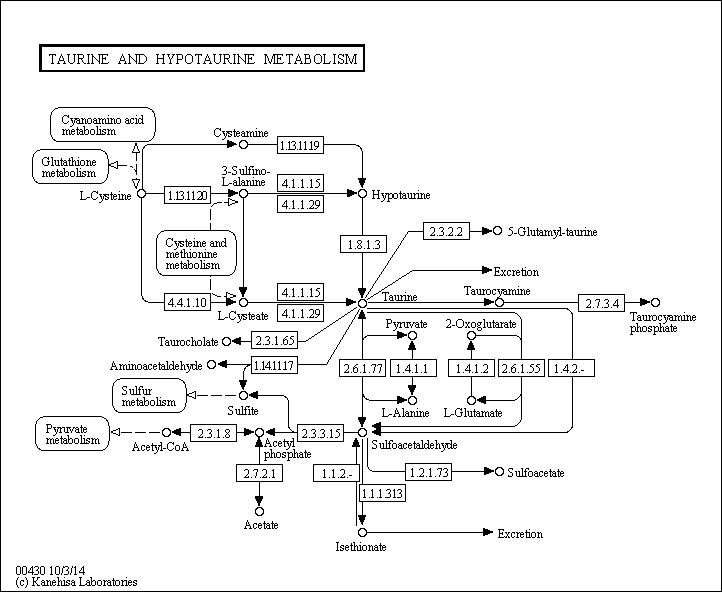 TAURINE AND HYPOTAURINE METABOLISM
Cyanoamino acid
metabolism
Cysteamine
1.13.11.19
Glutathione
metabolism
3-Sulfino-
L-alanine
4.1.1.15
L-Cysteine
1.13.11.20
Hypotaurine
4.1.1.29
Cysteine and
methionine
metabolism
1.8.1.3
2.3.2.2
5-Glutamyl-taurine
Excretion
4.4.1.10
4.1.1.15
Taurine
Taurocyamine
2.7.3.4
L-Cysteate
4.1.1.29
Taurocyamine
phosphate
Taurocholate
2.3.1.65
Pyruvate
2-Oxoglutarate
Aminoacetaldehyde
1.14.11.17
2.6.1.77
1.4.1.1
1.4.1.2
2.6.1.55
1.4.2.-
Sulfur
metabolism
Sulfite
L-Alanine
L-Glutamate
Pyruvate
metabolism
Acetyl-CoA
2.3.1.8
Acetyl
phosphate
2.3.3.15
Sulfoacetaldehyde
2.7.2.1
1.1.2.-
1.2.1.73
Sulfoacetate
1.1.1.313
Acetate
Isethionate
Excretion
00430 10/3/14
(c) Kanehisa Laboratories